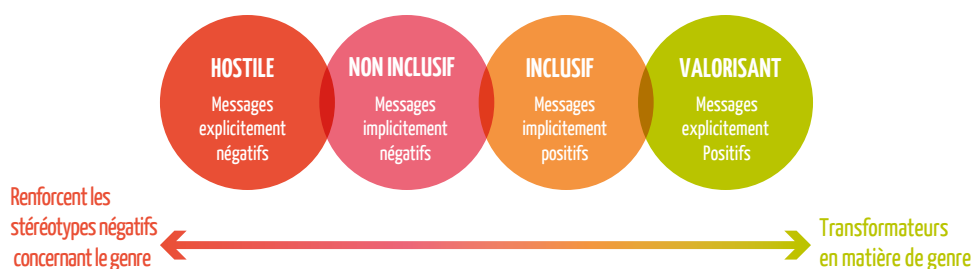 HOSTILE
Messages
explicitement
négatifs
NON INCLUSIF
Messages
implicitement
négatifs
INCLUSIF
Messages
implicitement
positifs
VALORISANT
Messages
explicitement
Positifs
Renforcent les
stéréotypes négatifs
concernant le genre
Transformateurs
en matière de genre